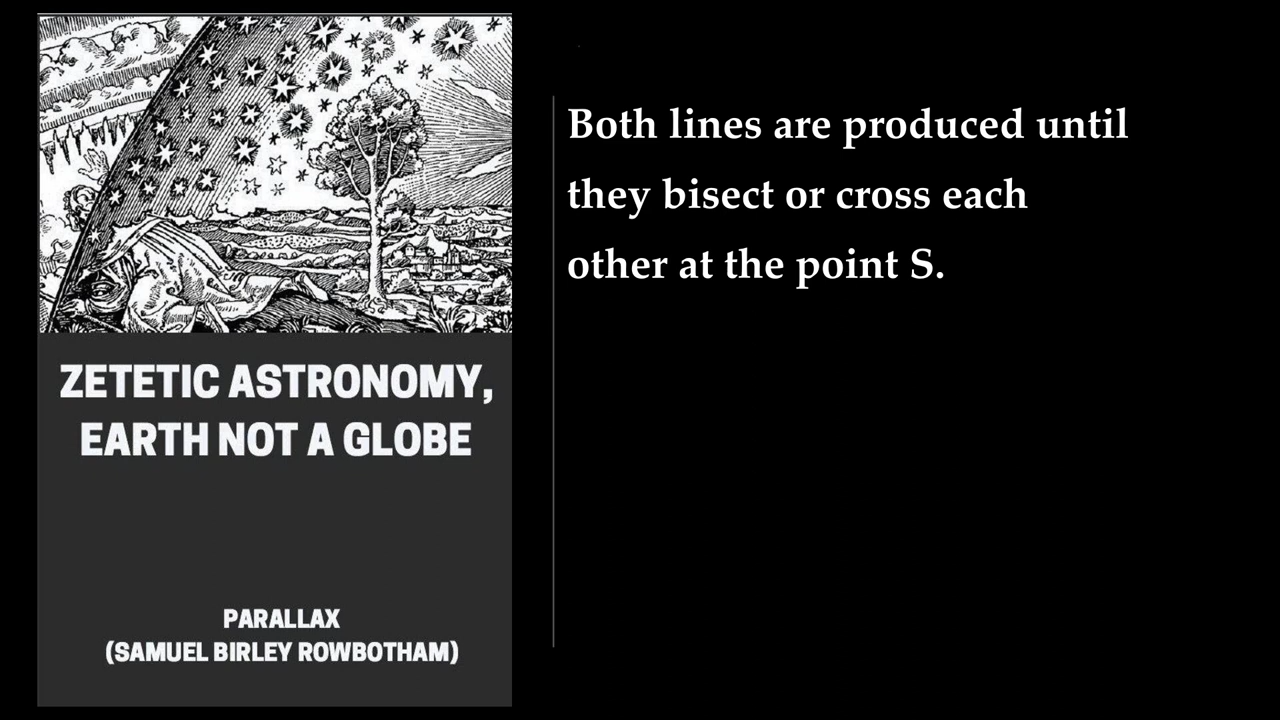 ZETETIC ASTRONOMY,
EARTH NOT A GLOBE
PARALLAX
(SAMUEL BIRLEY ROWBOTHAM)
Both lines are produced until
they bisect or cross each
other at the point S.